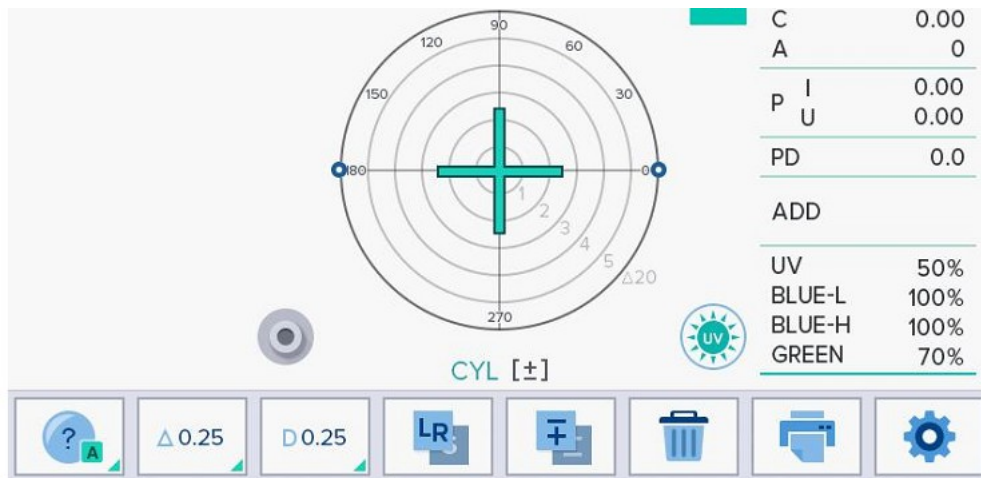 90
120
60
150
30
180
0
1
2
3
4
5
Δ20
270
CYL [±]
UV
C 0.00
A 0
P I 0.00
U 0.00
PD 0.0
ADD
UV 50%
BLUE-L 100%
BLUE-H 100%
GREEN 70%
? A
Δ 0.25
D 0.25
LR S
∓